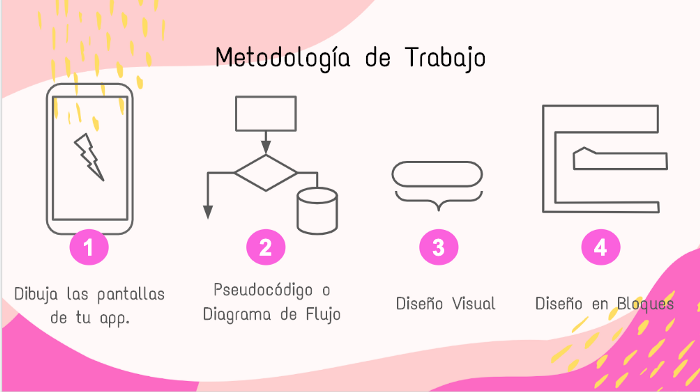 Metodología de Trabajo
1
Dibuja las pantallas
de tu app.
2
Pseudocódigo o
Diagrama de Flujo
3
Diseño Visual
4
Diseño en Bloques